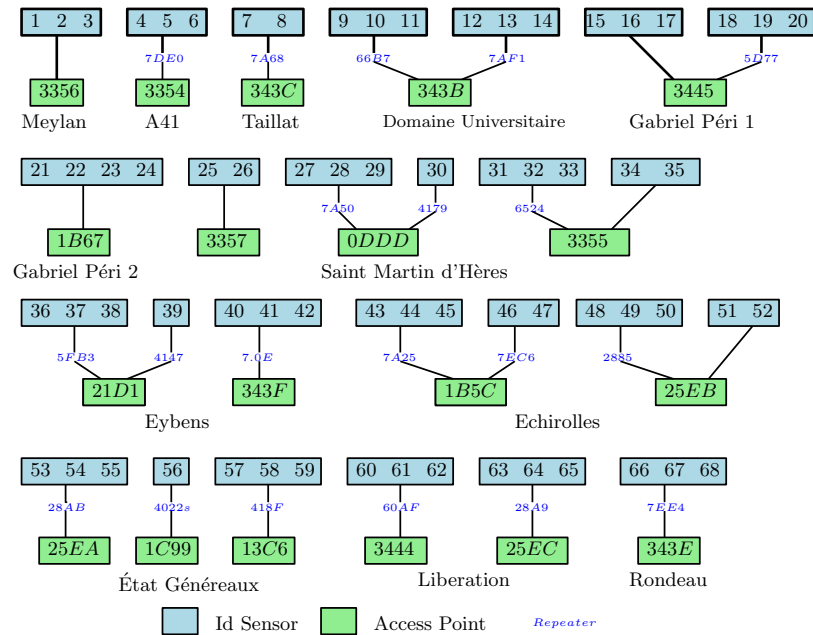 1 2 3 4 5 6 7 8 9 10 11 12 13 14 15 16 17 18 19 20
7DE0 7A68 66B7 7AF1 5D77
3356 3354 343C 343B 3445
Meylan A41 Taillat Domaine Universitaire Gabriel Péri 1
21 22 23 24 25 26 27 28 29 30 31 32 33 34 35
7A50 4179 6524
1B67 3357 0DDD 3355
Gabriel Péri 2 Saint Martin d'Hères
36 37 38 39 40 41 42 43 44 45 46 47 48 49 50 51 52
5FB3 4147 7.0E 7A25 7EC6 2885
21D1 343F 1B5C 25EB
Eybens Echirolles
53 54 55 56 57 58 59 60 61 62 63 64 65 66 67 68
28AB 4022s 418F 60AF 28A9 7EE4
25EA 1C99 13C6 3444 25EC 343E
État Généreaux Liberation Rondeau
Id Sensor Access Point Repeater